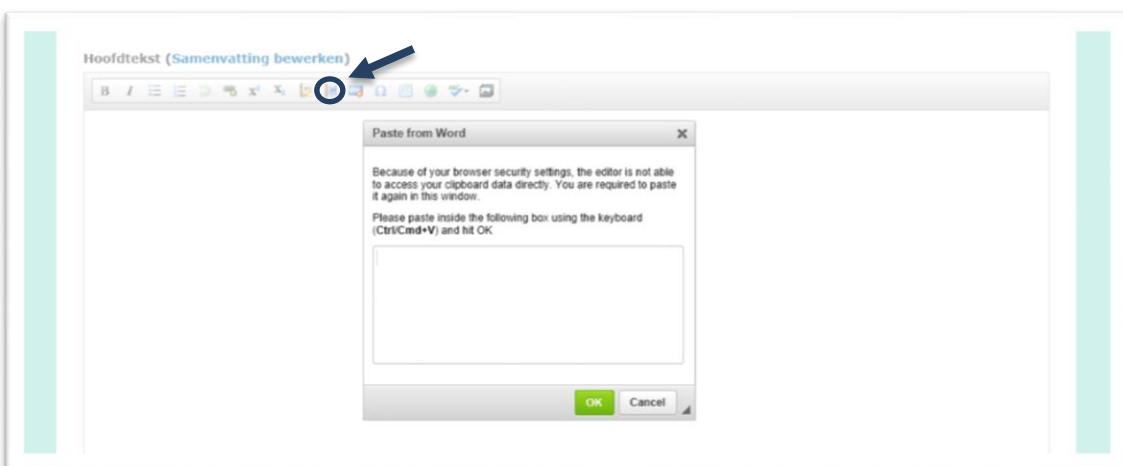 Hoofdtekst (Samenvatting bewerken)
B I x² X₂ Ω
Paste from Word
Because of your browser security settings, the editor is not able
to access your clipboard data directly. You are required to paste
it again in this window.
Please paste inside the following box using the keyboard
(Ctrl/Cmd+V) and hit OK
OK Cancel